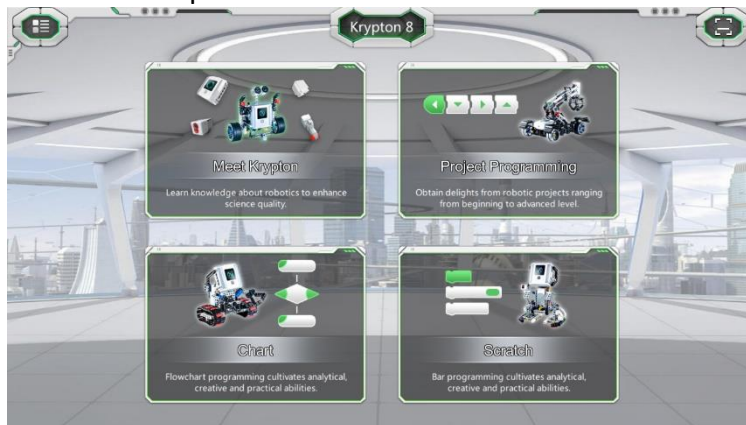 Krypton 8
Meet Krypton
Learn knowledge about robotics to enhance
science quality.
Project Programming
Obtain delights from robotic projects ranging
from beginning to advanced level.
Chart
Flowchart programming cultivates analytical,
creative and practical abilities.
Scratch
Bar programming cultivates analytical,
creative and practical abilities.